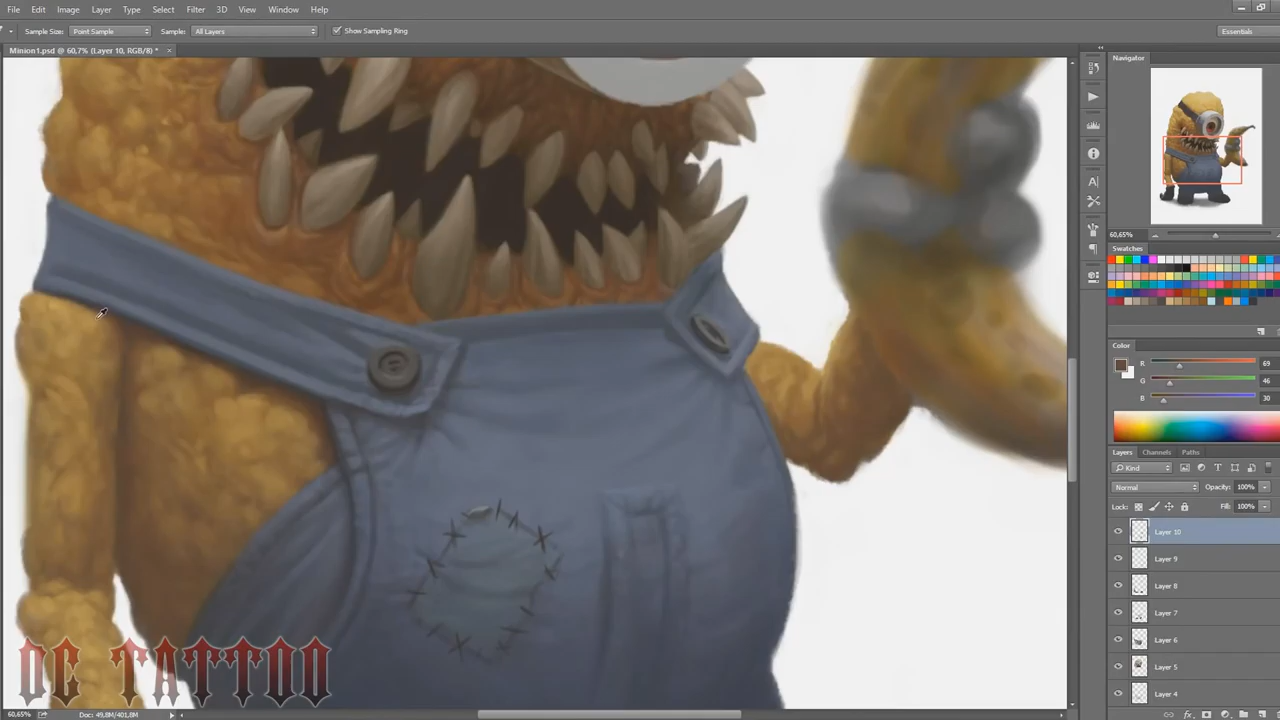 File Edit Image Layer Type Select Filter 3D View Window Help
Sample Size: Point Sample Sample: All Layers Show Sampling Ring Essentials
Minion1.psd @ 60,7% (Layer 10, RGB/8) * ×
Navigator
60,65%
Swatches
Color
R 69
G 46
B 30
Layers Channels Paths
Kind
Normal Opacity: 100%
Lock: Fill: 100%
Layer 10
Layer 9
Layer 8
Layer 7
Layer 6
Layer 5
Layer 4
DC TATTOO
60,65% Doc: 49,8M/401,8M